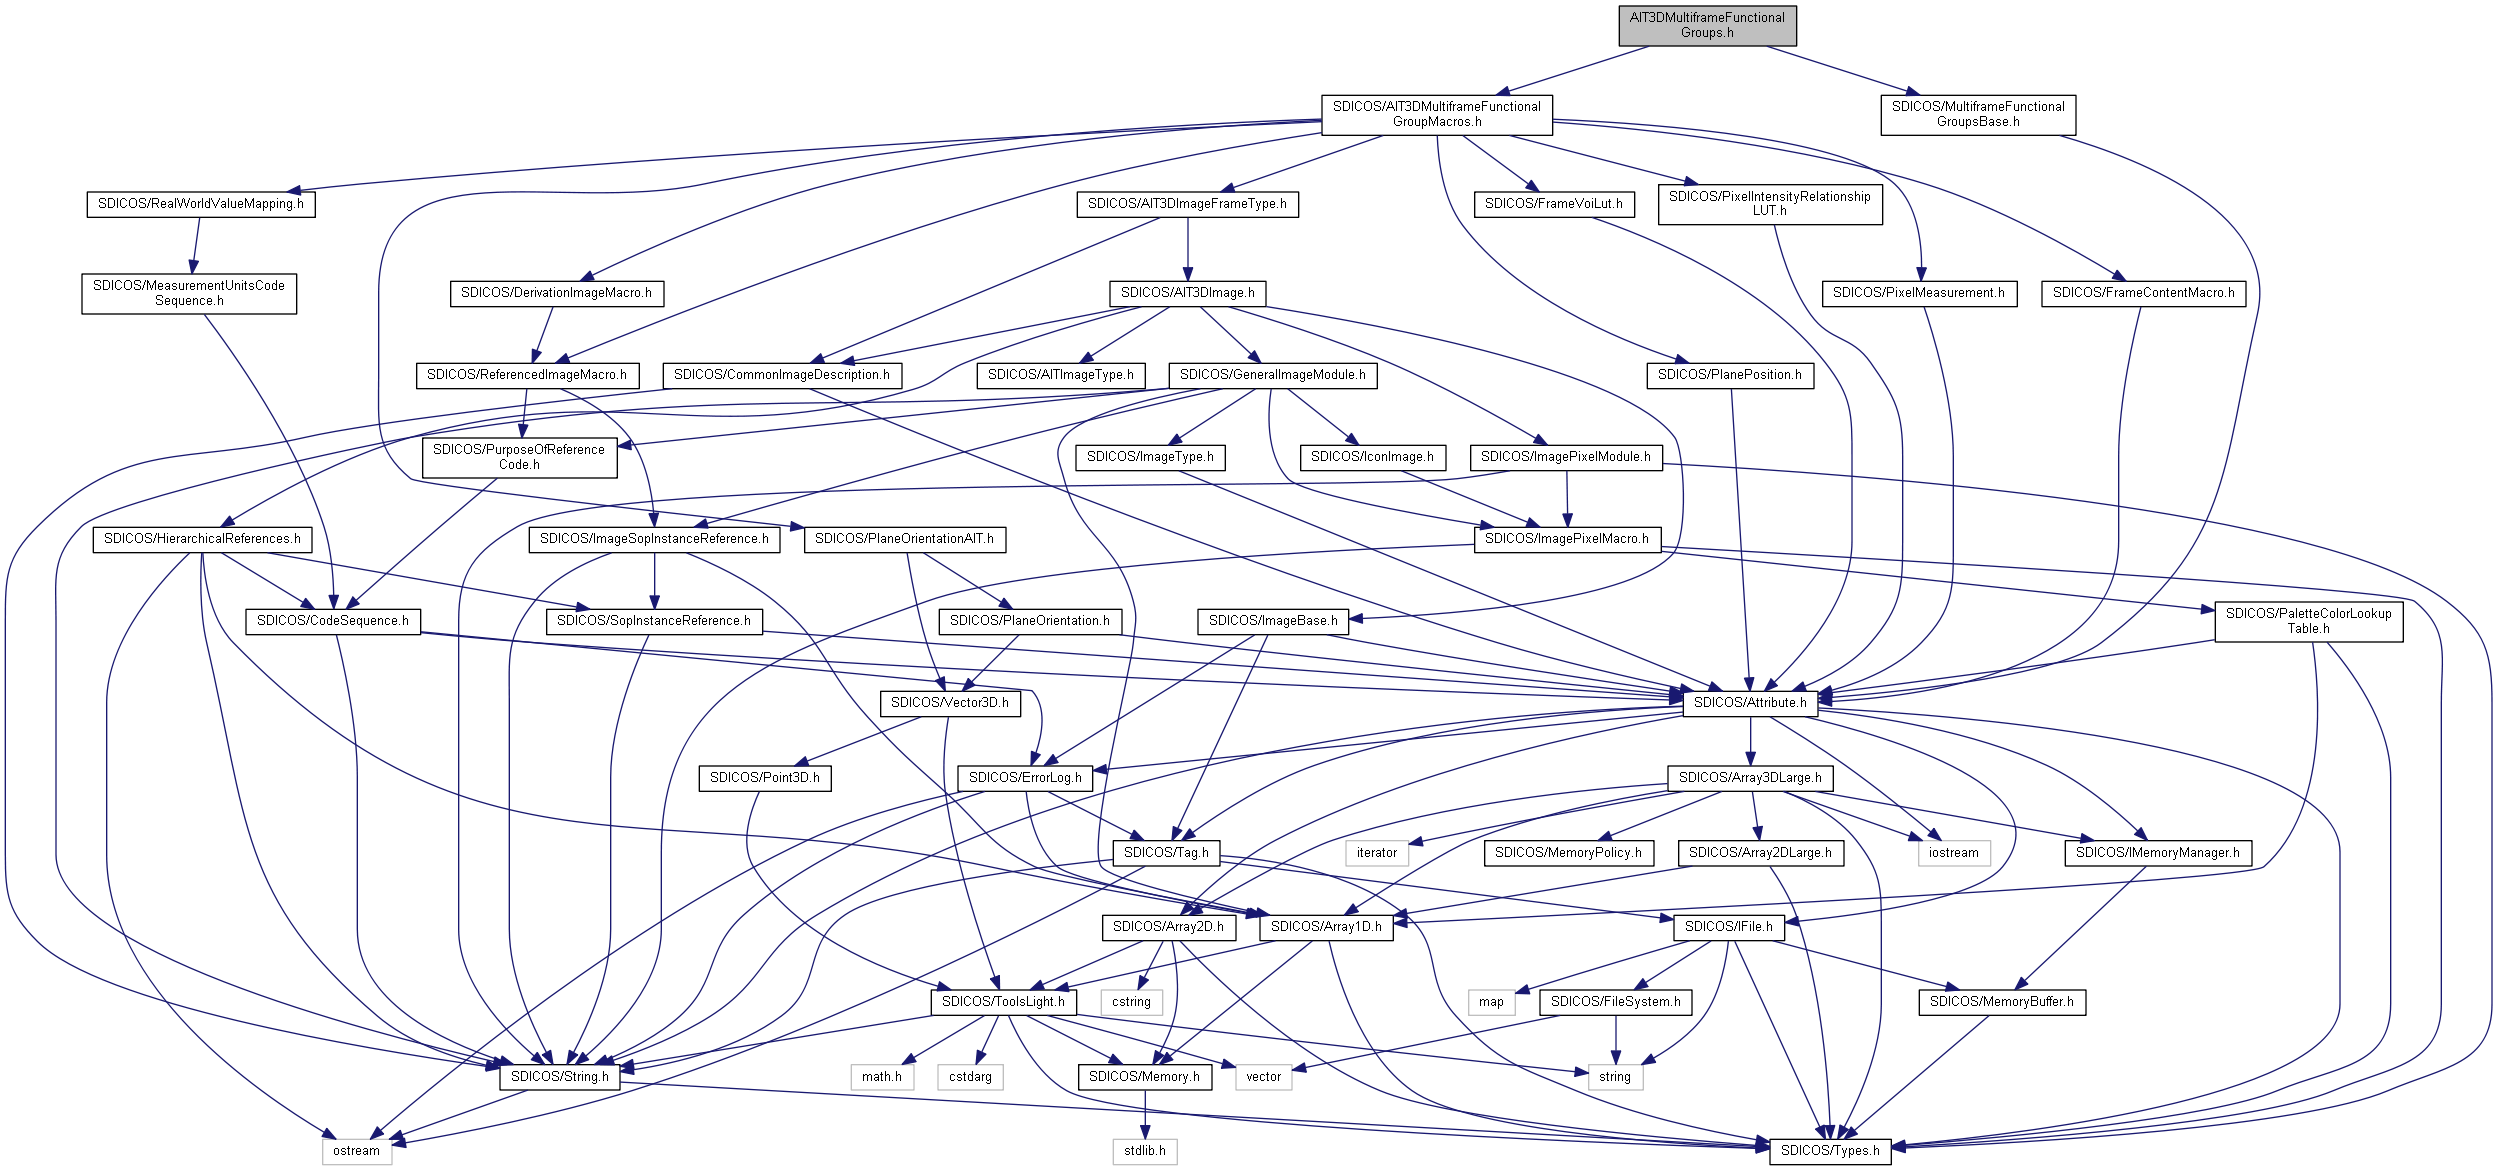 AIT3DMultiframeFunctional
Groups.h
SDICOS/AIT3DMultiframeFunctional
GroupMacros.h
SDICOS/MultiframeFunctional
GroupsBase.h
SDICOS/RealWorldValueMapping.h
SDICOS/AIT3DImageFrameType.h
SDICOS/FrameVoiLut.h
SDICOS/PixelIntensityRelationship
LUT.h
SDICOS/MeasurementUnitsCode
Sequence.h
SDICOS/DerivationImageMacro.h
SDICOS/AIT3DImage.h
SDICOS/PixelMeasurement.h
SDICOS/FrameContentMacro.h
SDICOS/ReferencedImageMacro.h
SDICOS/CommonImageDescription.h
SDICOS/AITImageType.h
SDICOS/GeneralImageModule.h
SDICOS/PlanePosition.h
SDICOS/PurposeOfReference
Code.h
SDICOS/ImageType.h
SDICOS/IconImage.h
SDICOS/ImagePixelModule.h
SDICOS/HierarchicalReferences.h
SDICOS/ImageSopInstanceReference.h
SDICOS/PlaneOrientationAIT.h
SDICOS/ImagePixelMacro.h
SDICOS/CodeSequence.h
SDICOS/SopInstanceReference.h
SDICOS/PlaneOrientation.h
SDICOS/ImageBase.h
SDICOS/PaletteColorLookup
Table.h
SDICOS/Vector3D.h
SDICOS/Attribute.h
SDICOS/Point3D.h
SDICOS/ErrorLog.h
SDICOS/Array3DLarge.h
SDICOS/Tag.h
iterator
SDICOS/MemoryPolicy.h
SDICOS/Array2DLarge.h
iostream
SDICOS/IMemoryManager.h
SDICOS/Array2D.h
SDICOS/Array1D.h
SDICOS/IFile.h
SDICOS/ToolsLight.h
cstring
map
SDICOS/FileSystem.h
SDICOS/MemoryBuffer.h
SDICOS/String.h
math.h
cstdarg
SDICOS/Memory.h
vector
string
ostream
stdlib.h
SDICOS/Types.h